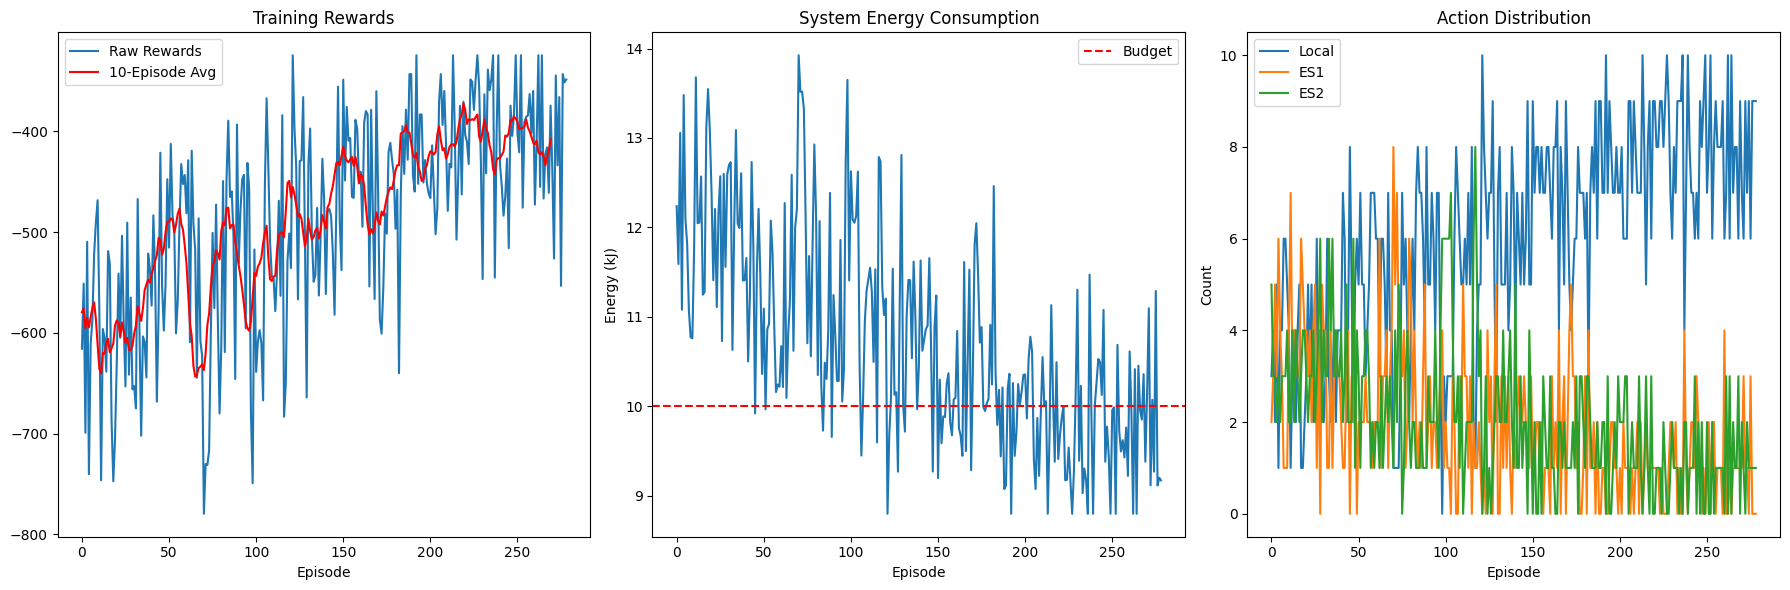 Training Rewards
Raw Rewards
10-Episode Avg
−400
−500
−600
−700
−800
0 50 100 150 200 250
Episode
System Energy Consumption
Budget
Energy (kJ)
14
13
12
11
10
9
0 50 100 150 200 250
Episode
Action Distribution
Local
ES1
ES2
Count
10
8
6
4
2
0
0 50 100 150 200 250
Episode